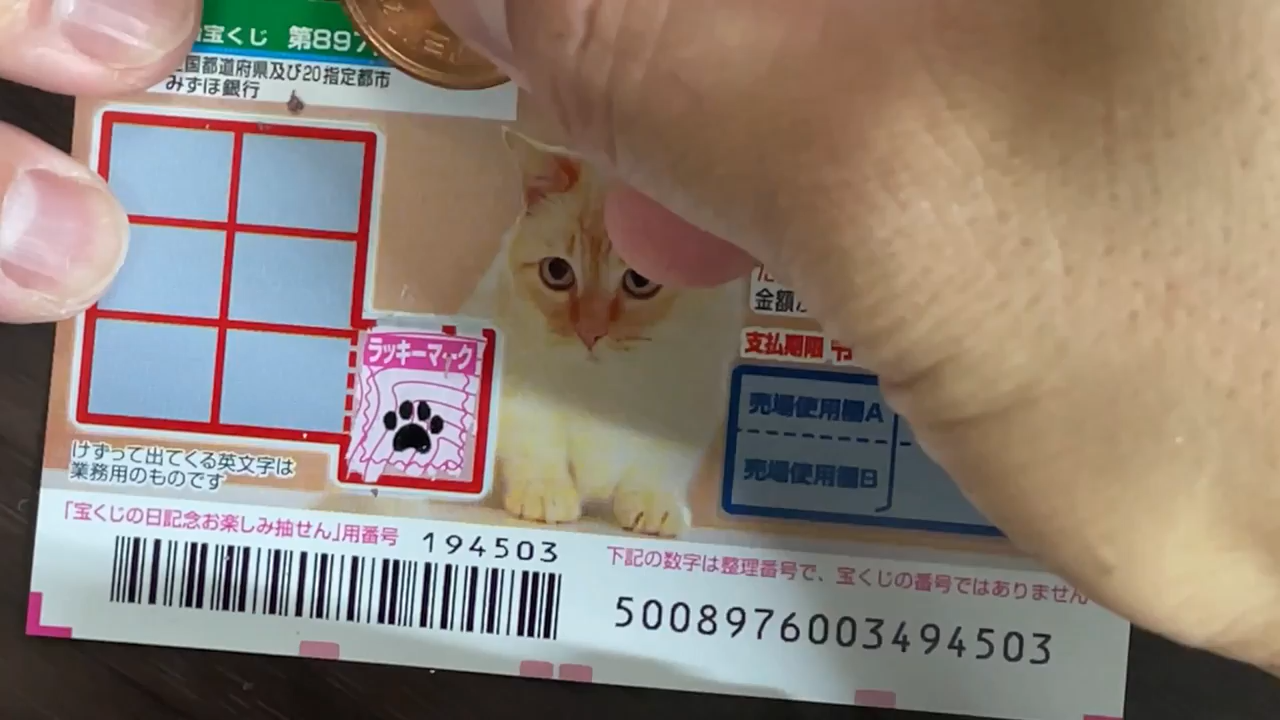 宝くじ 第897
国都道府県及び20指定都市
みずほ銀行
ラッキーマーク
けずって出てくる英文字は
業務用のものです
金額
支払期限 令
売場使用欄A
売場使用欄B
「宝くじの日記念お楽しみ抽せん」用番号 194503
下記の数字は整理番号で、宝くじの番号ではありません
5008976003494503